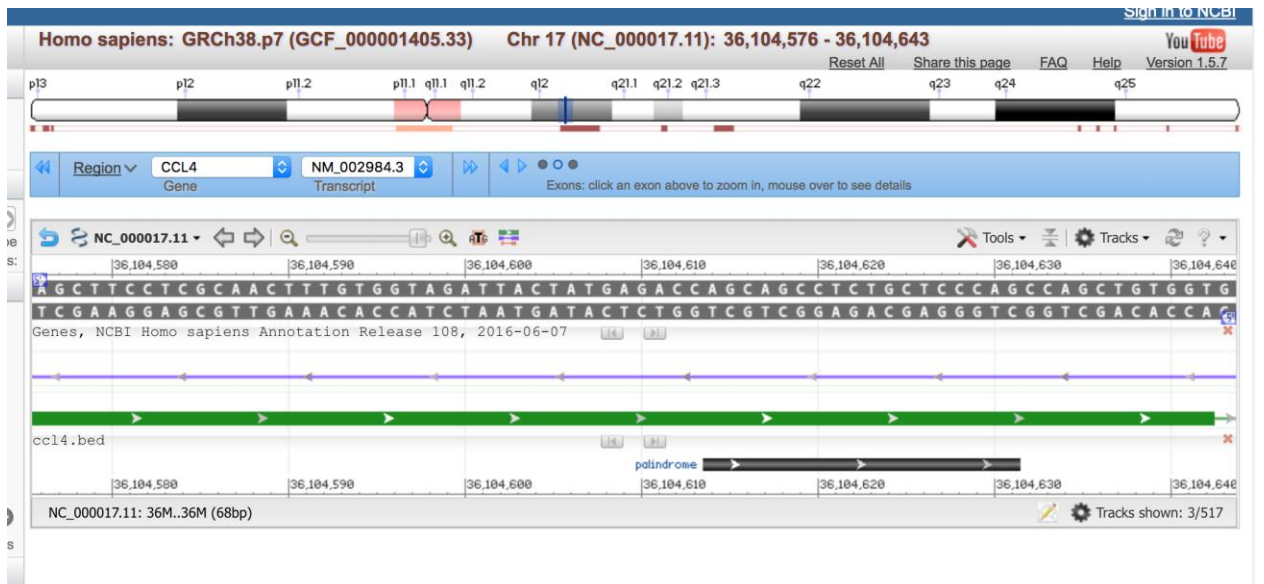 Sign in to NCBI
Homo sapiens: GRCh38.p7 (GCF_000001405.33) Chr 17 (NC_000017.11): 36,104,576 - 36,104,643
You Tube
Reset All Share this page FAQ Help Version 1.5.7
p13 p12 p11.2 p11.1 q11.1 q11.2 q12 q21.1 q21.2 q21.3 q22 q23 q24 q25
Region CCL4 NM_002984.3
Gene Transcript Exons: click an exon above to zoom in, mouse over to see details
NC_000017.11 ATG Tools Tracks ?
36,104,580 36,104,590 36,104,600 36,104,610 36,104,620 36,104,630 36,104,640
A G C T T C C T C G C A A C T T T G T G G T A G A T T A C T A T G A G A C C A G C A G C C T C T G C T C C C A G C C A G C T G T G G T G
T C G A A G G A G C G T T G A A A C A C C A T C T A A T G A T A C T C T G G T C G T C G G A G A C G A G G G T C G G T C G A C A C C A
Genes, NCBI Homo sapiens Annotation Release 108, 2016-06-07
ccl4.bed
palindrome
36,104,580 36,104,590 36,104,600 36,104,610 36,104,620 36,104,630 36,104,640
NC_000017.11: 36M..36M (68bp) Tracks shown: 3/517